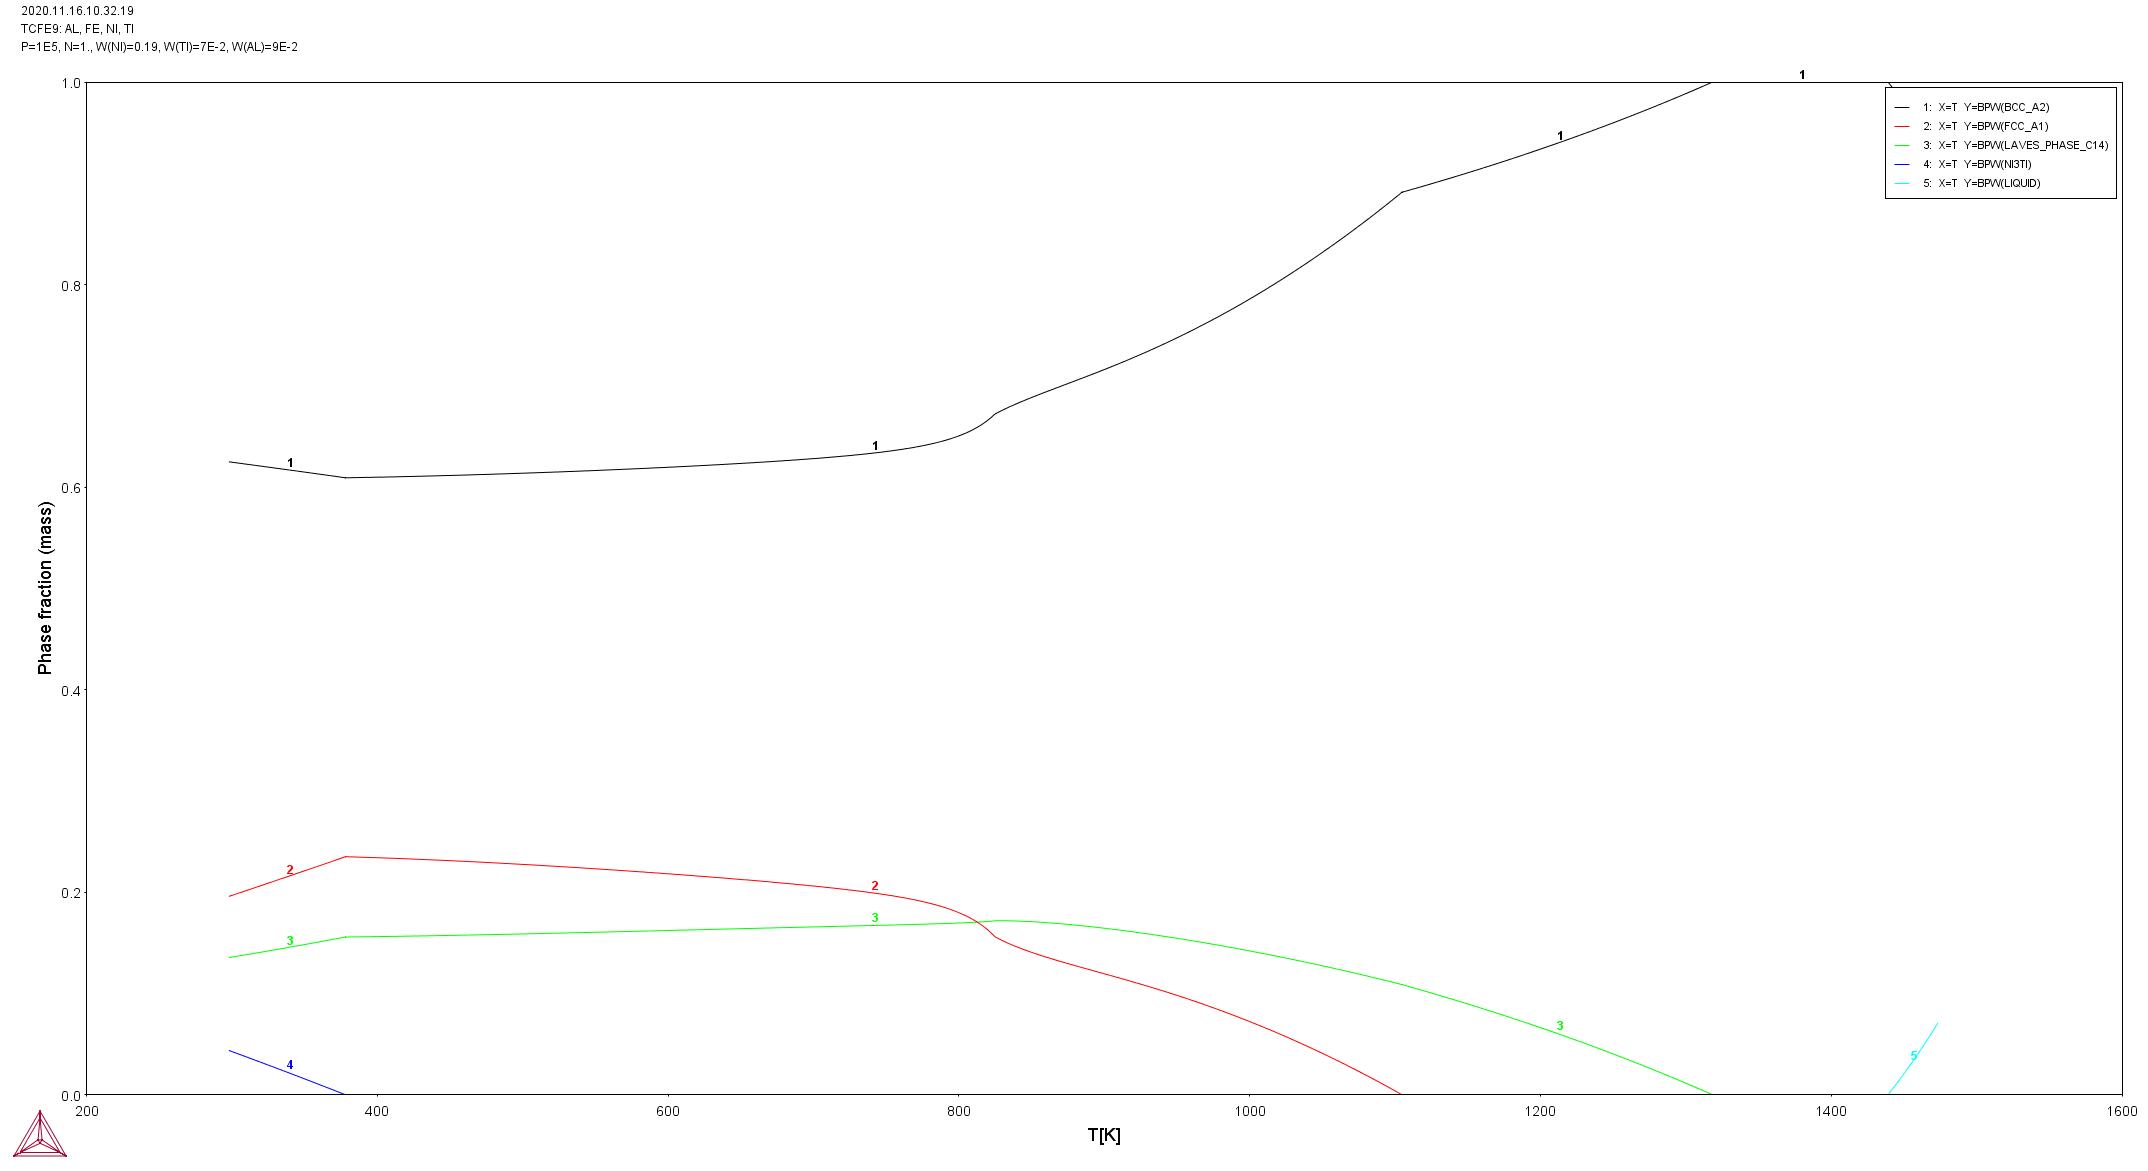 2020.11.16.10.32.19
TCFE9: AL, FE, NI, TI
P=1E5, N=1., W(NI)=0.19, W(TI)=7E-2, W(AL)=9E-2
1
1.0
1: X=T Y=BPW(BCC_A2)
2: X=T Y=BPW(FCC_A1)
3: X=T Y=BPW(LAVES_PHASE_C14)
4: X=T Y=BPW(NI3TI)
5: X=T Y=BPW(LIQUID)
1
0.8
1
1
0.6
Phase fraction (mass)
0.4
2
2
0.2
3
3
3
5
4
0.0
200 400 600 800 1000 1200 1400 1600
T[K]